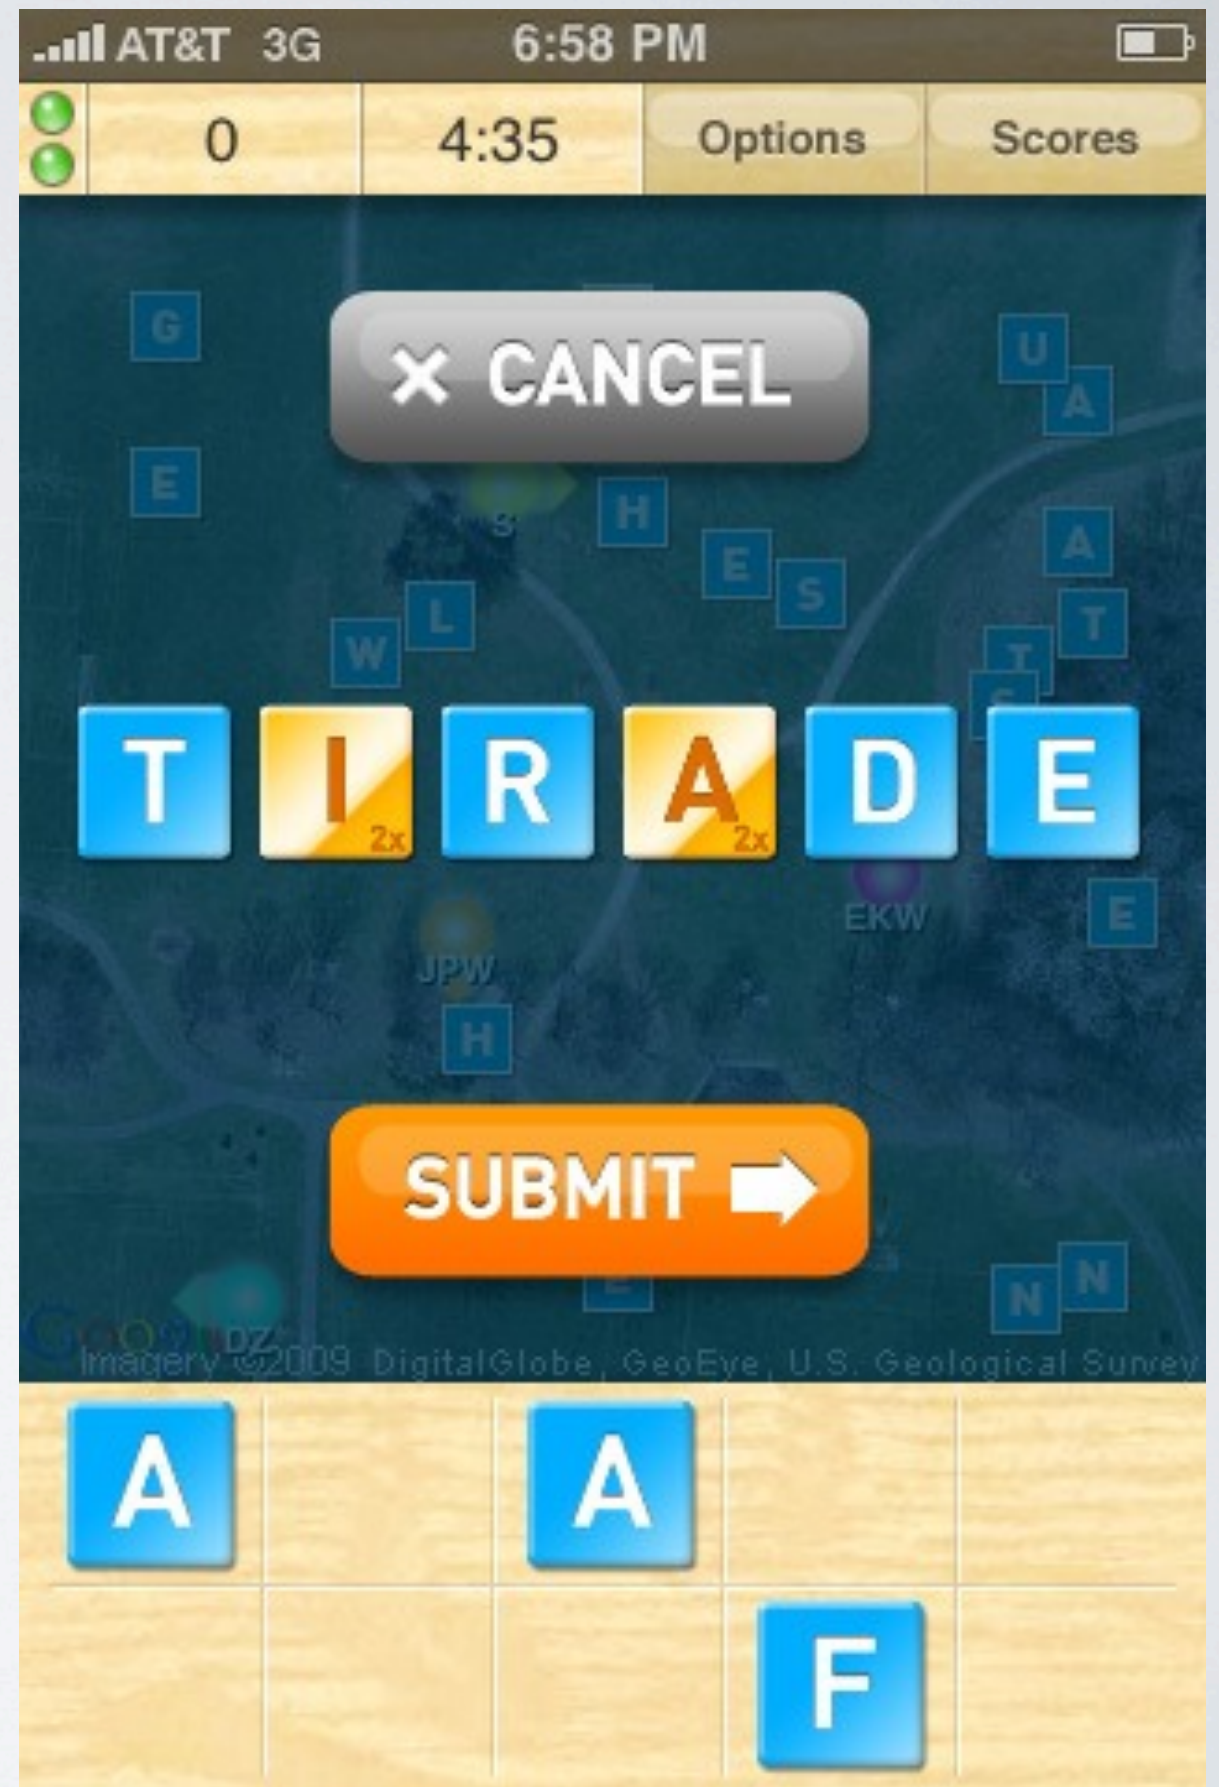 AT&T 3G 6:58 PM
0 4:35 Options Scores
G
U
× CANCEL
A
E
H
S
A
E
S
L
T
W
T
T I 2x R A 2x D E
EKW
E
JPW
H
SUBMIT
N N
DZ
Imagery ©2009 DigitalGlobe, GeoEye, U.S. Geological Survey
A A
F